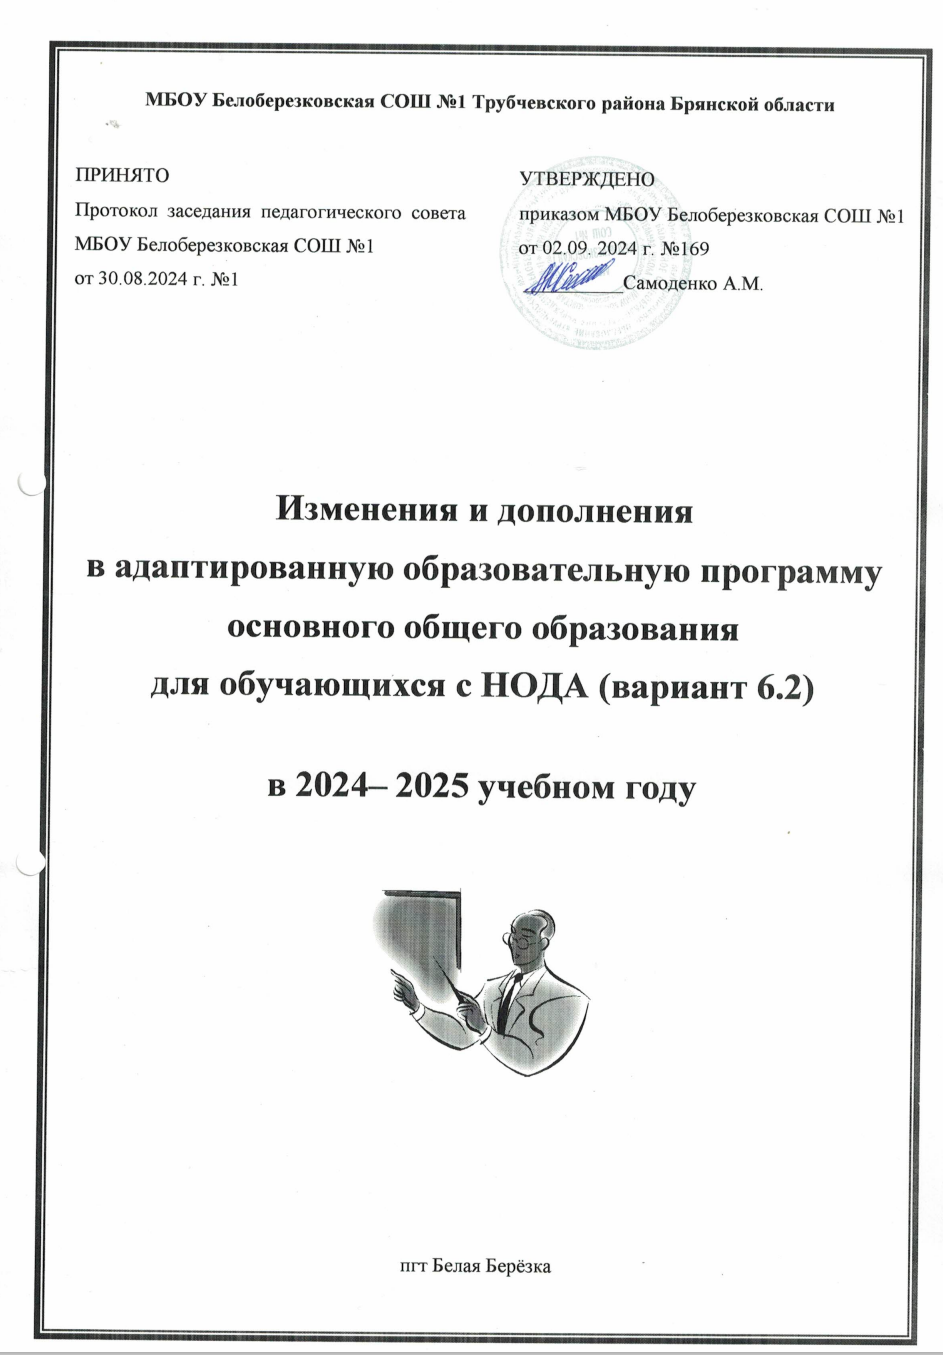 МБОУ Белоберезковская СОШ №1 Трубчевского района Брянской области
ПРИНЯТО
Протокол заседания педагогического совета
МБОУ Белоберезковская СОШ №1
от 30.08.2024 г. №1
УТВЕРЖДЕНО
приказом МБОУ Белоберезковская СОШ №1
от 02.09. 2024 г. №169
Самоденко А.М.
Изменения и дополнения
в адаптированную образовательную программу
основного общего образования
для обучающихся с НОДА (вариант 6.2)
в 2024– 2025 учебном году
пгт Белая Берёзка